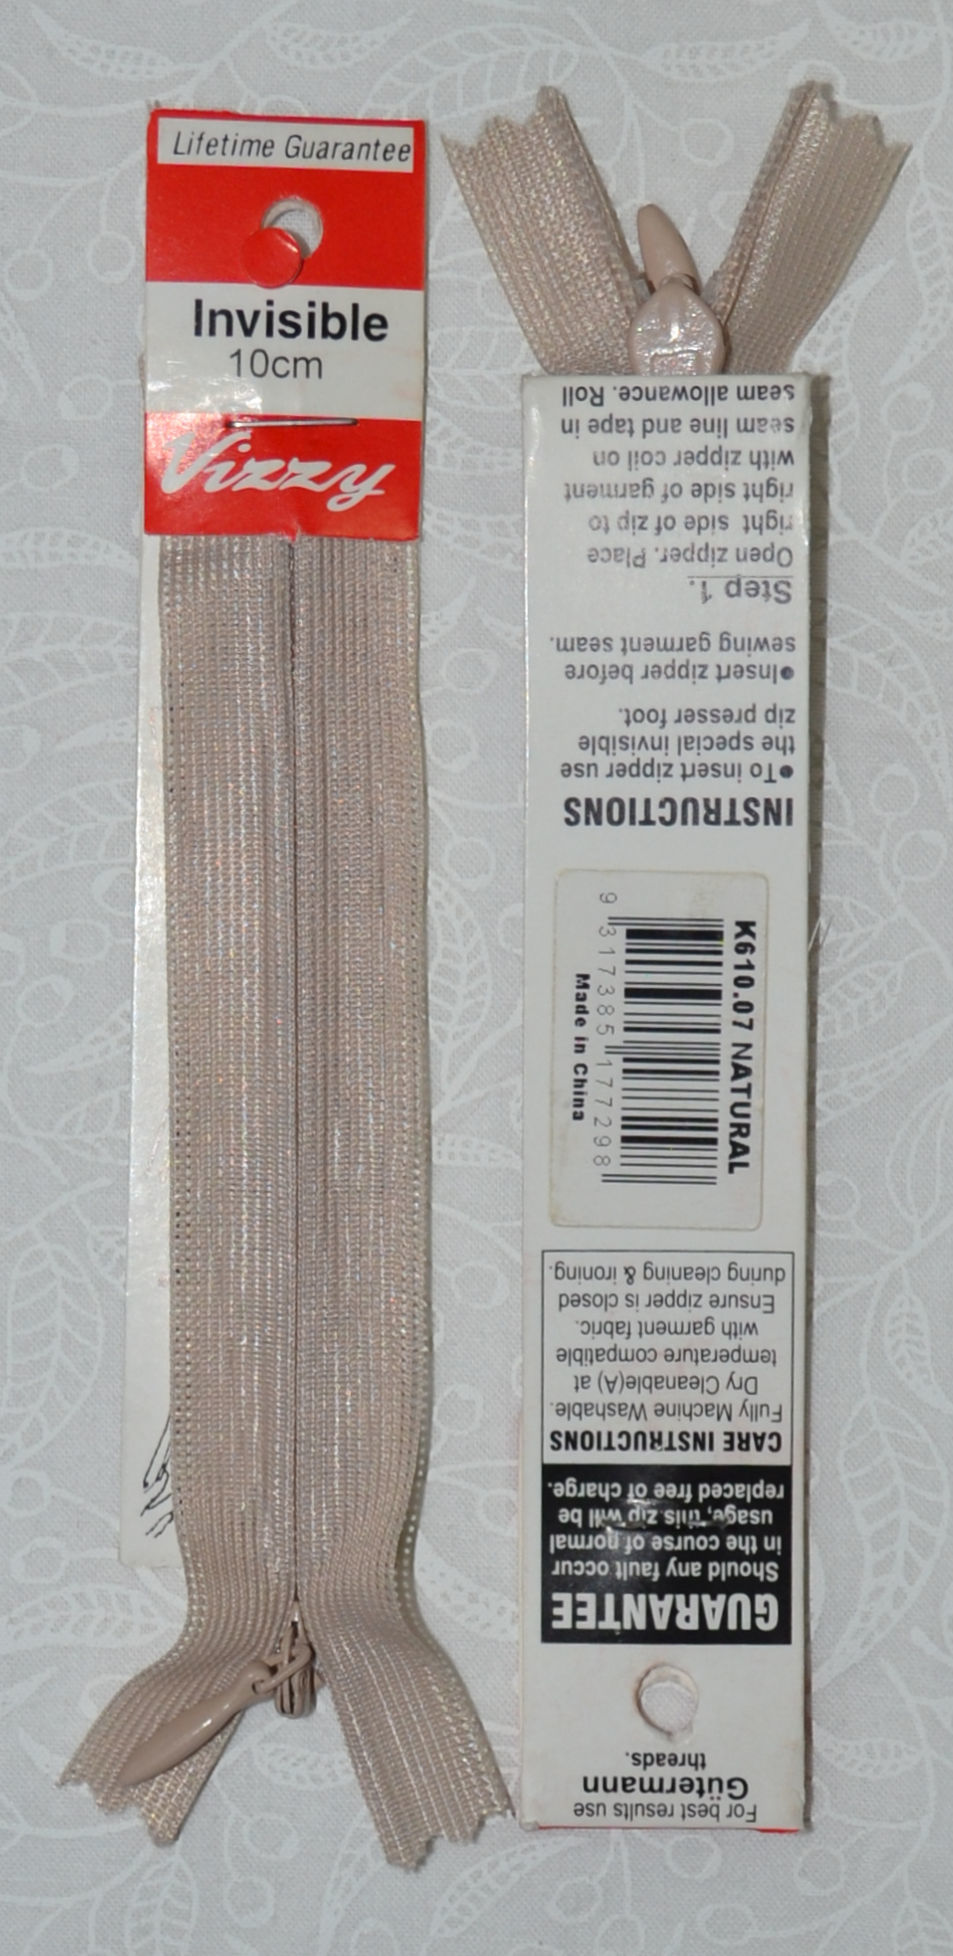 Lifetime Guarantee
Invisible
10cm
Vizzy
For best results use
Gütermann
threads.
GUARANTEE
Should any fault occur
in the course of normal
usage, this zip will be
replaced free of charge.
CARE INSTRUCTIONS
Fully Machine Washable.
Dry Cleanable(A) at
temperature compatible
with garment fabric.
Ensure zipper is closed
during cleaning & ironing.
K610.07 NATURAL
9 317385 177298
Made in China
INSTRUCTIONS
•To insert zipper use
the special invisible
zip presser foot.
•Insert zipper before
sewing garment seam.
Step 1.
Open zipper. Place
right side of zip to
right side of garment
with zipper coil on
seam line and tape in
seam allowance. Roll